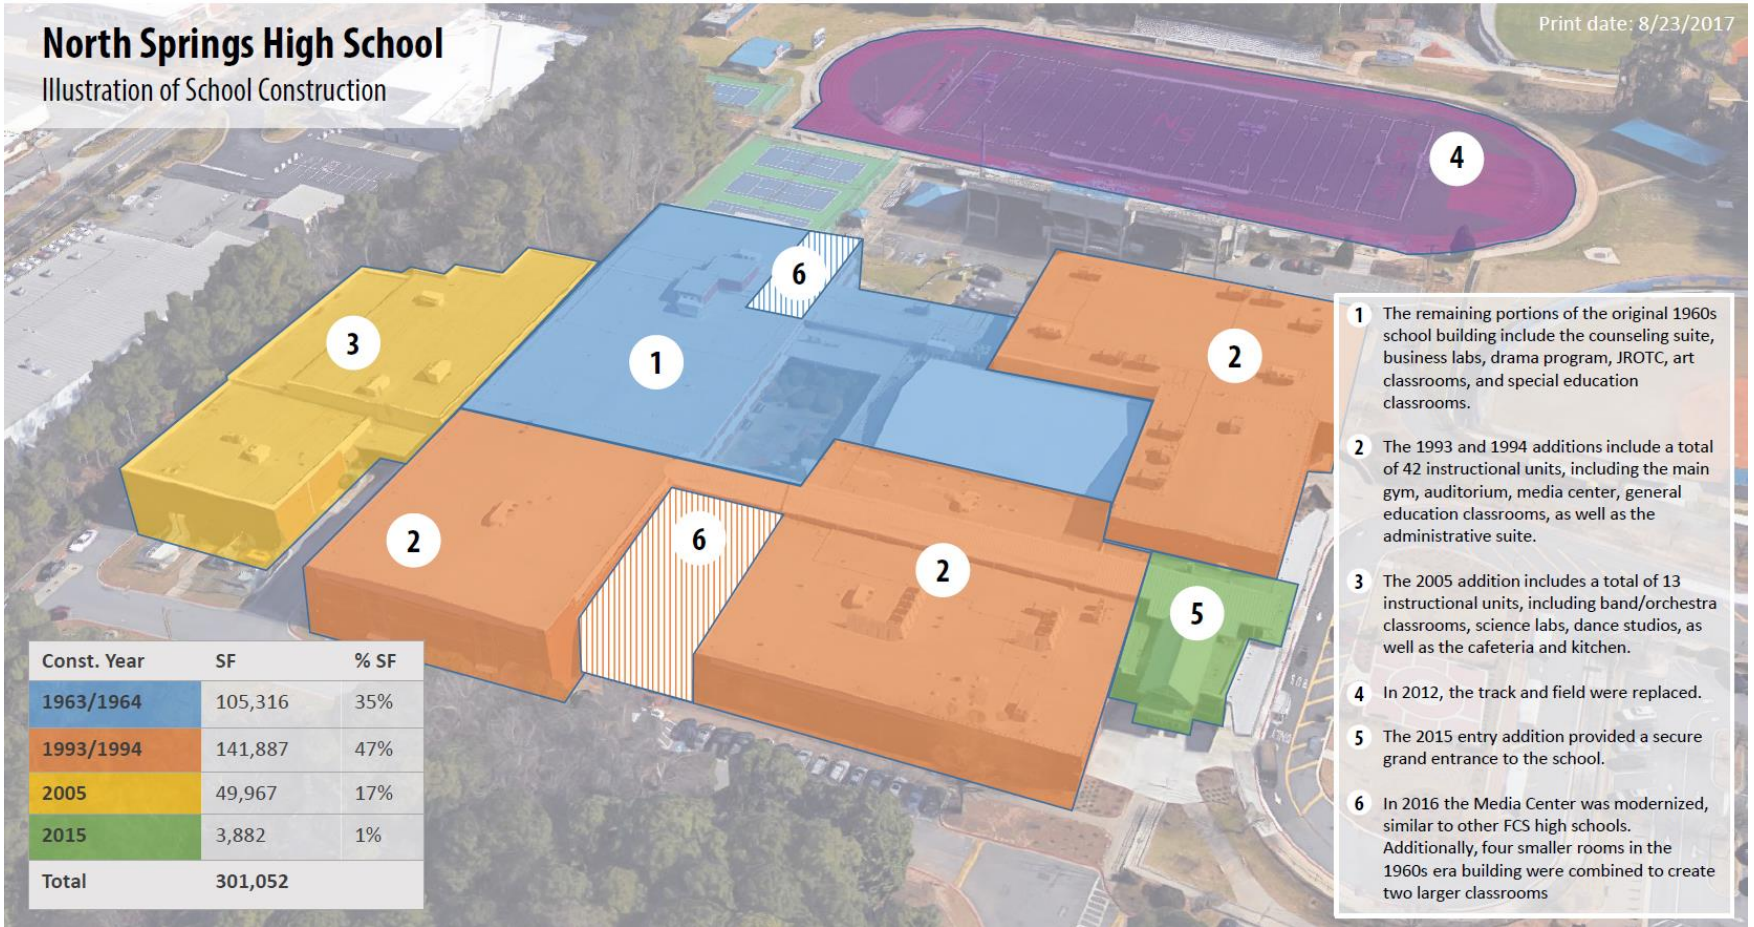 North Springs High School
Illustration of School Construction
Print date: 8/23/2017
4
6
3
1
2
2
6
2
5
NS
Const. Year SF % SF
1963/1964 105,316 35%
1993/1994 141,887 47%
2005 49,967 17%
2015 3,882 1%
Total 301,052
1 The remaining portions of the original 1960s
school building include the counseling suite,
business labs, drama program, JROTC, art
classrooms, and special education
classrooms.
2 The 1993 and 1994 additions include a total
of 42 instructional units, including the main
gym, auditorium, media center, general
education classrooms, as well as the
administrative suite.
3 The 2005 addition includes a total of 13
instructional units, including band/orchestra
classrooms, science labs, dance studios, as
well as the cafeteria and kitchen.
4 In 2012, the track and field were replaced.
5 The 2015 entry addition provided a secure
grand entrance to the school.
6 In 2016 the Media Center was modernized,
similar to other FCS high schools.
Additionally, four smaller rooms in the
1960s era building were combined to create
two larger classrooms